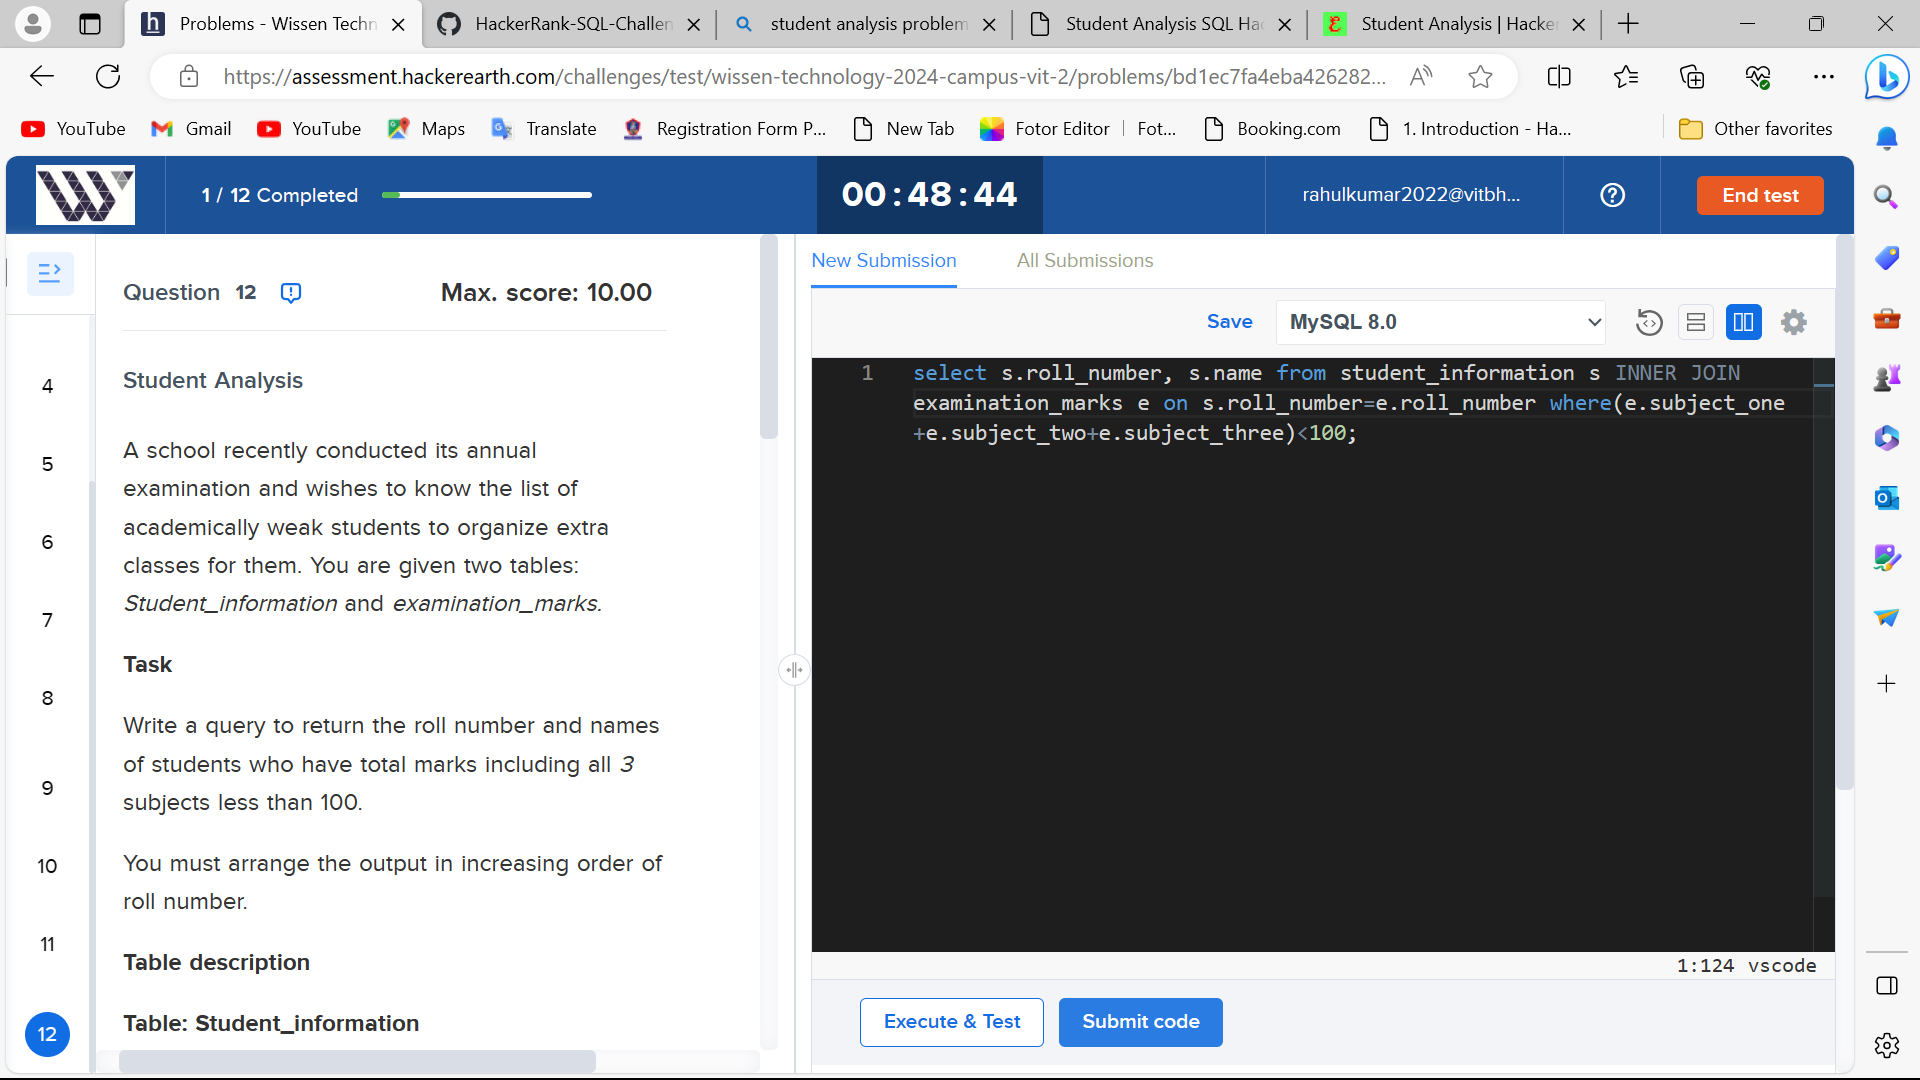 Problems - Wissen Techn
HackerRank-SQL-Challen
student analysis problem
Student Analysis SQL Ha
Student Analysis | Hacker
https://assessment.hackerearth.com/challenges/test/wissen-technology-2024-campus-vit-2/problems/bd1ec7fa4eba426282...
YouTube
Gmail
YouTube
Maps
Translate
Registration Form P...
New Tab
Fotor Editor
Fot...
Booking.com
1. Introduction - Ha...
Other favorites
1 / 12 Completed
00:48:44
rahulkumar2022@vitbh...
End test
Question 12
Max. score: 10.00
Student Analysis
A school recently conducted its annual
examination and wishes to know the list of
academically weak students to organize extra
classes for them. You are given two tables:
Student_information and examination_marks.
Task
Write a query to return the roll number and names
of students who have total marks including all 3
subjects less than 100.
You must arrange the output in increasing order of
roll number.
Table description
Table: Student_information
4
5
6
7
8
9
10
11
12
New Submission
All Submissions
Save
MySQL 8.0
1
select s.roll_number, s.name from student_information s INNER JOIN
examination_marks e on s.roll_number=e.roll_number where(e.subject_one
+e.subject_two+e.subject_three)<100;
1:124 vscode
Execute & Test
Submit code